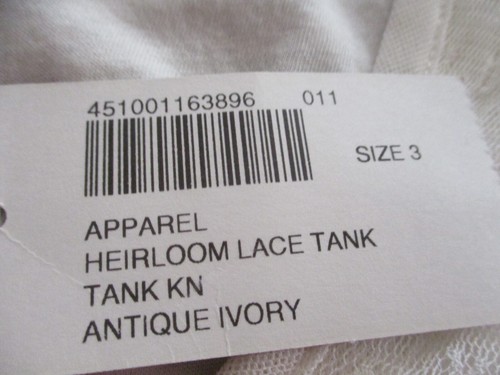 451001163896 011
SIZE 3
APPAREL
HEIRLOOM LACE TANK
TANK KN
ANTIQUE IVORY